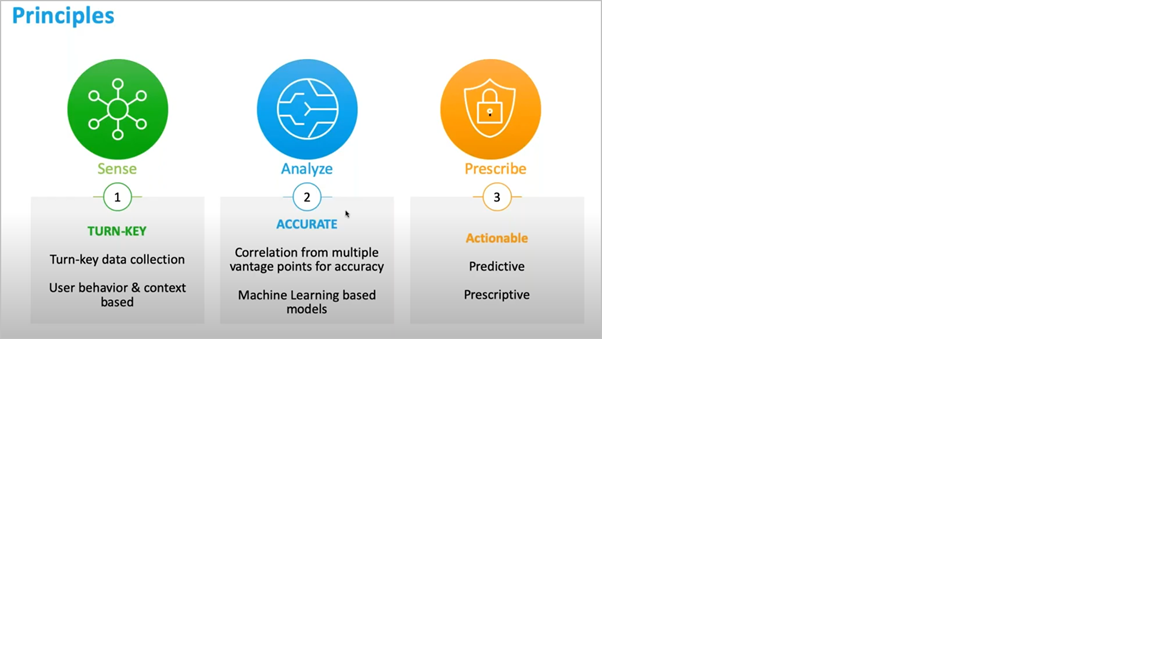 Principles
Sense
1
TURN-KEY
Turn-key data collection
User behavior & context
based
Analyze
2
ACCURATE
Correlation from multiple
vantage points for accuracy
Machine Learning based
models
Prescribe
3
Actionable
Predictive
Prescriptive